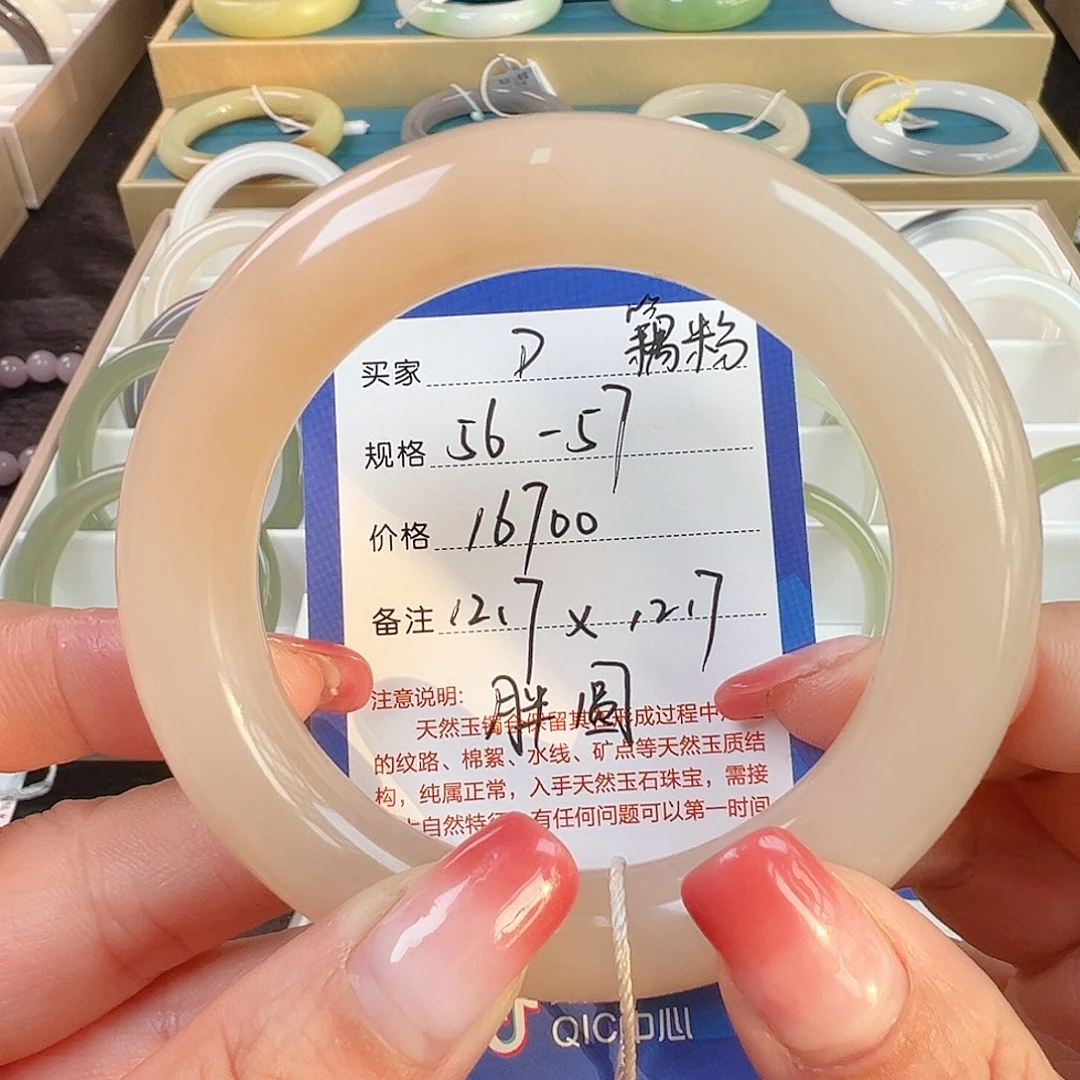 藕粉
买家 P
规格 56-57
价格 16700
备注 12.7 x 12.7
胖圆
注意说明:
天然玉镯会保留其形成过程中
的纹路、棉絮、水线、矿点等天然玉质结
构，纯属正常，入手天然玉石珠宝，需接
自然特征 有任何问题可以第一时间
QIC中心